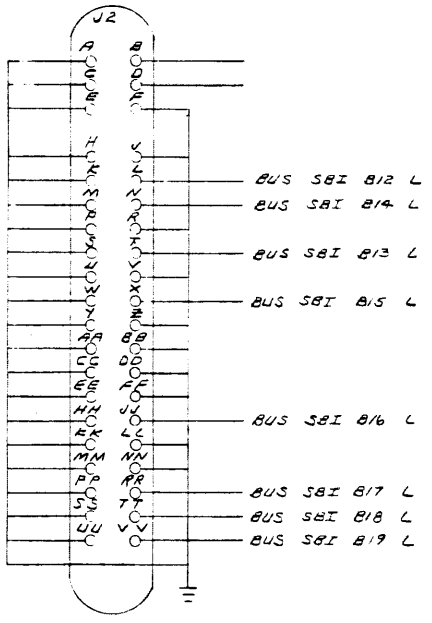 J2
A B
C D
E F
H J
K L BUS SBI B12 L
M N BUS SBI B14 L
P R
S T BUS SBI B13 L
U V
W X BUS SBI B15 L
Y Z
AA BB
CC DD
EE FF
HH JJ BUS SBI B16 L
KK LL
MM NN
PP RR BUS SBI B17 L
SS TT BUS SBI B18 L
UU VV BUS SBI B19 L